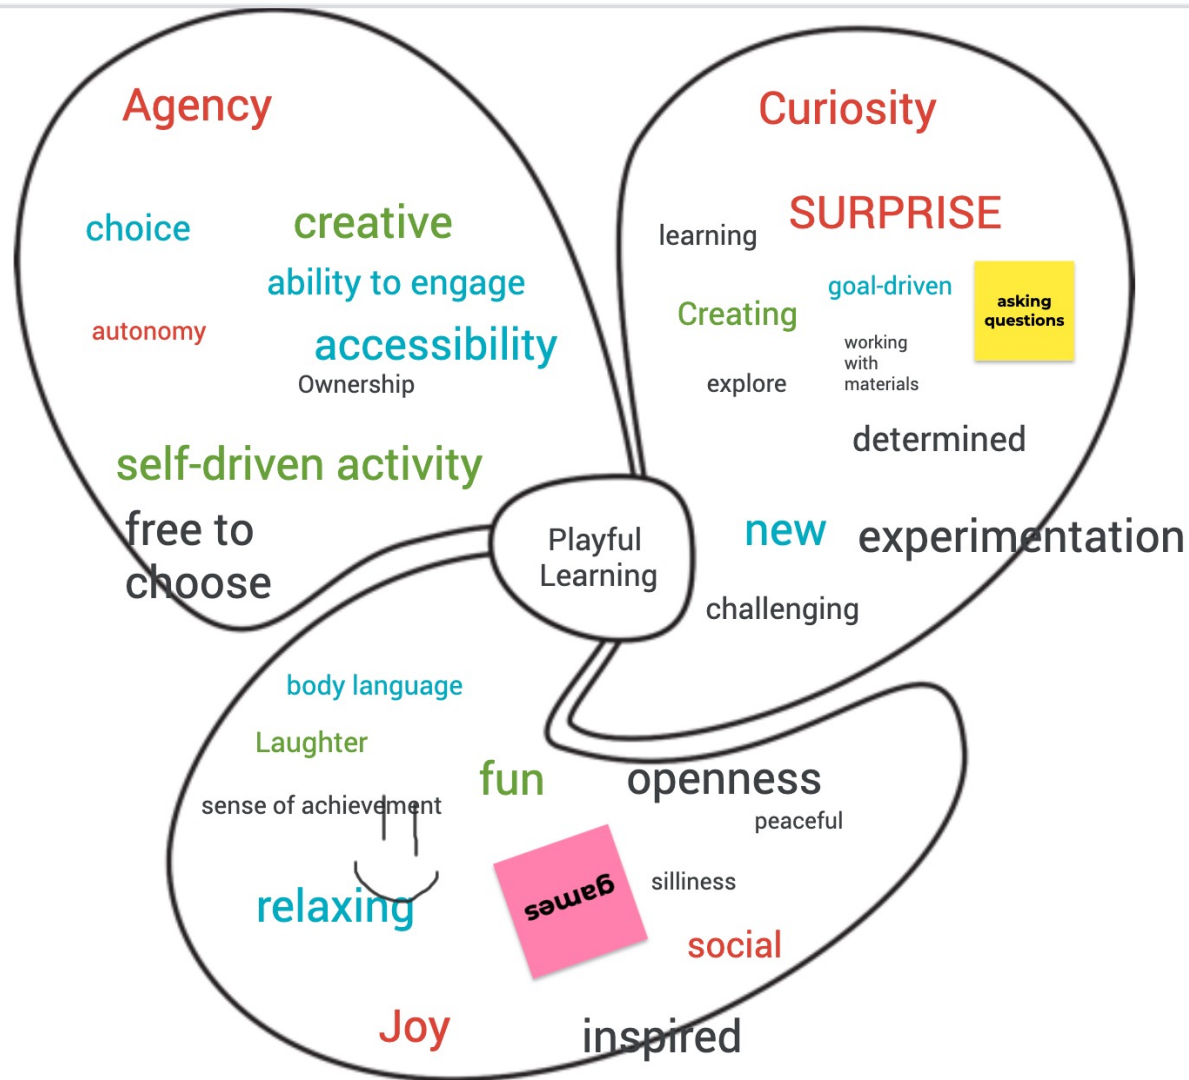 Agency
choice
creative
ability to engage
autonomy
accessibility
Ownership
self-driven activity
free to
choose
Curiosity
SURPRISE
learning
goal-driven
asking
questions
Creating
working
with
materials
explore
determined
new
experimentation
challenging
Playful
Learning
body language
Laughter
fun
openness
sense of achievement
peaceful
games
silliness
relaxing
social
Joy
inspired